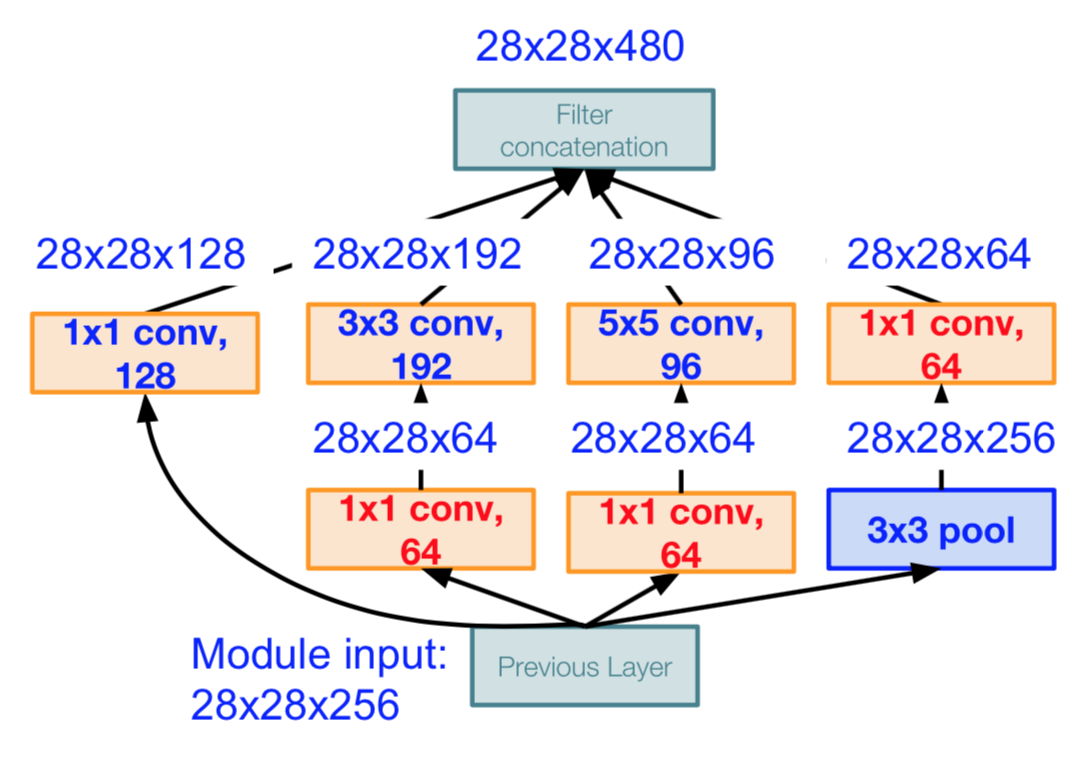 28x28x480
Filter
concatenation
28x28x128
28x28x192
28x28x96
28x28x64
1x1 conv,
128
3x3 conv,
192
5x5 conv,
96
1x1 conv,
64
28x28x64
28x28x64
28x28x256
1x1 conv,
64
1x1 conv,
64
3x3 pool
Module input:
28x28x256
Previous Layer